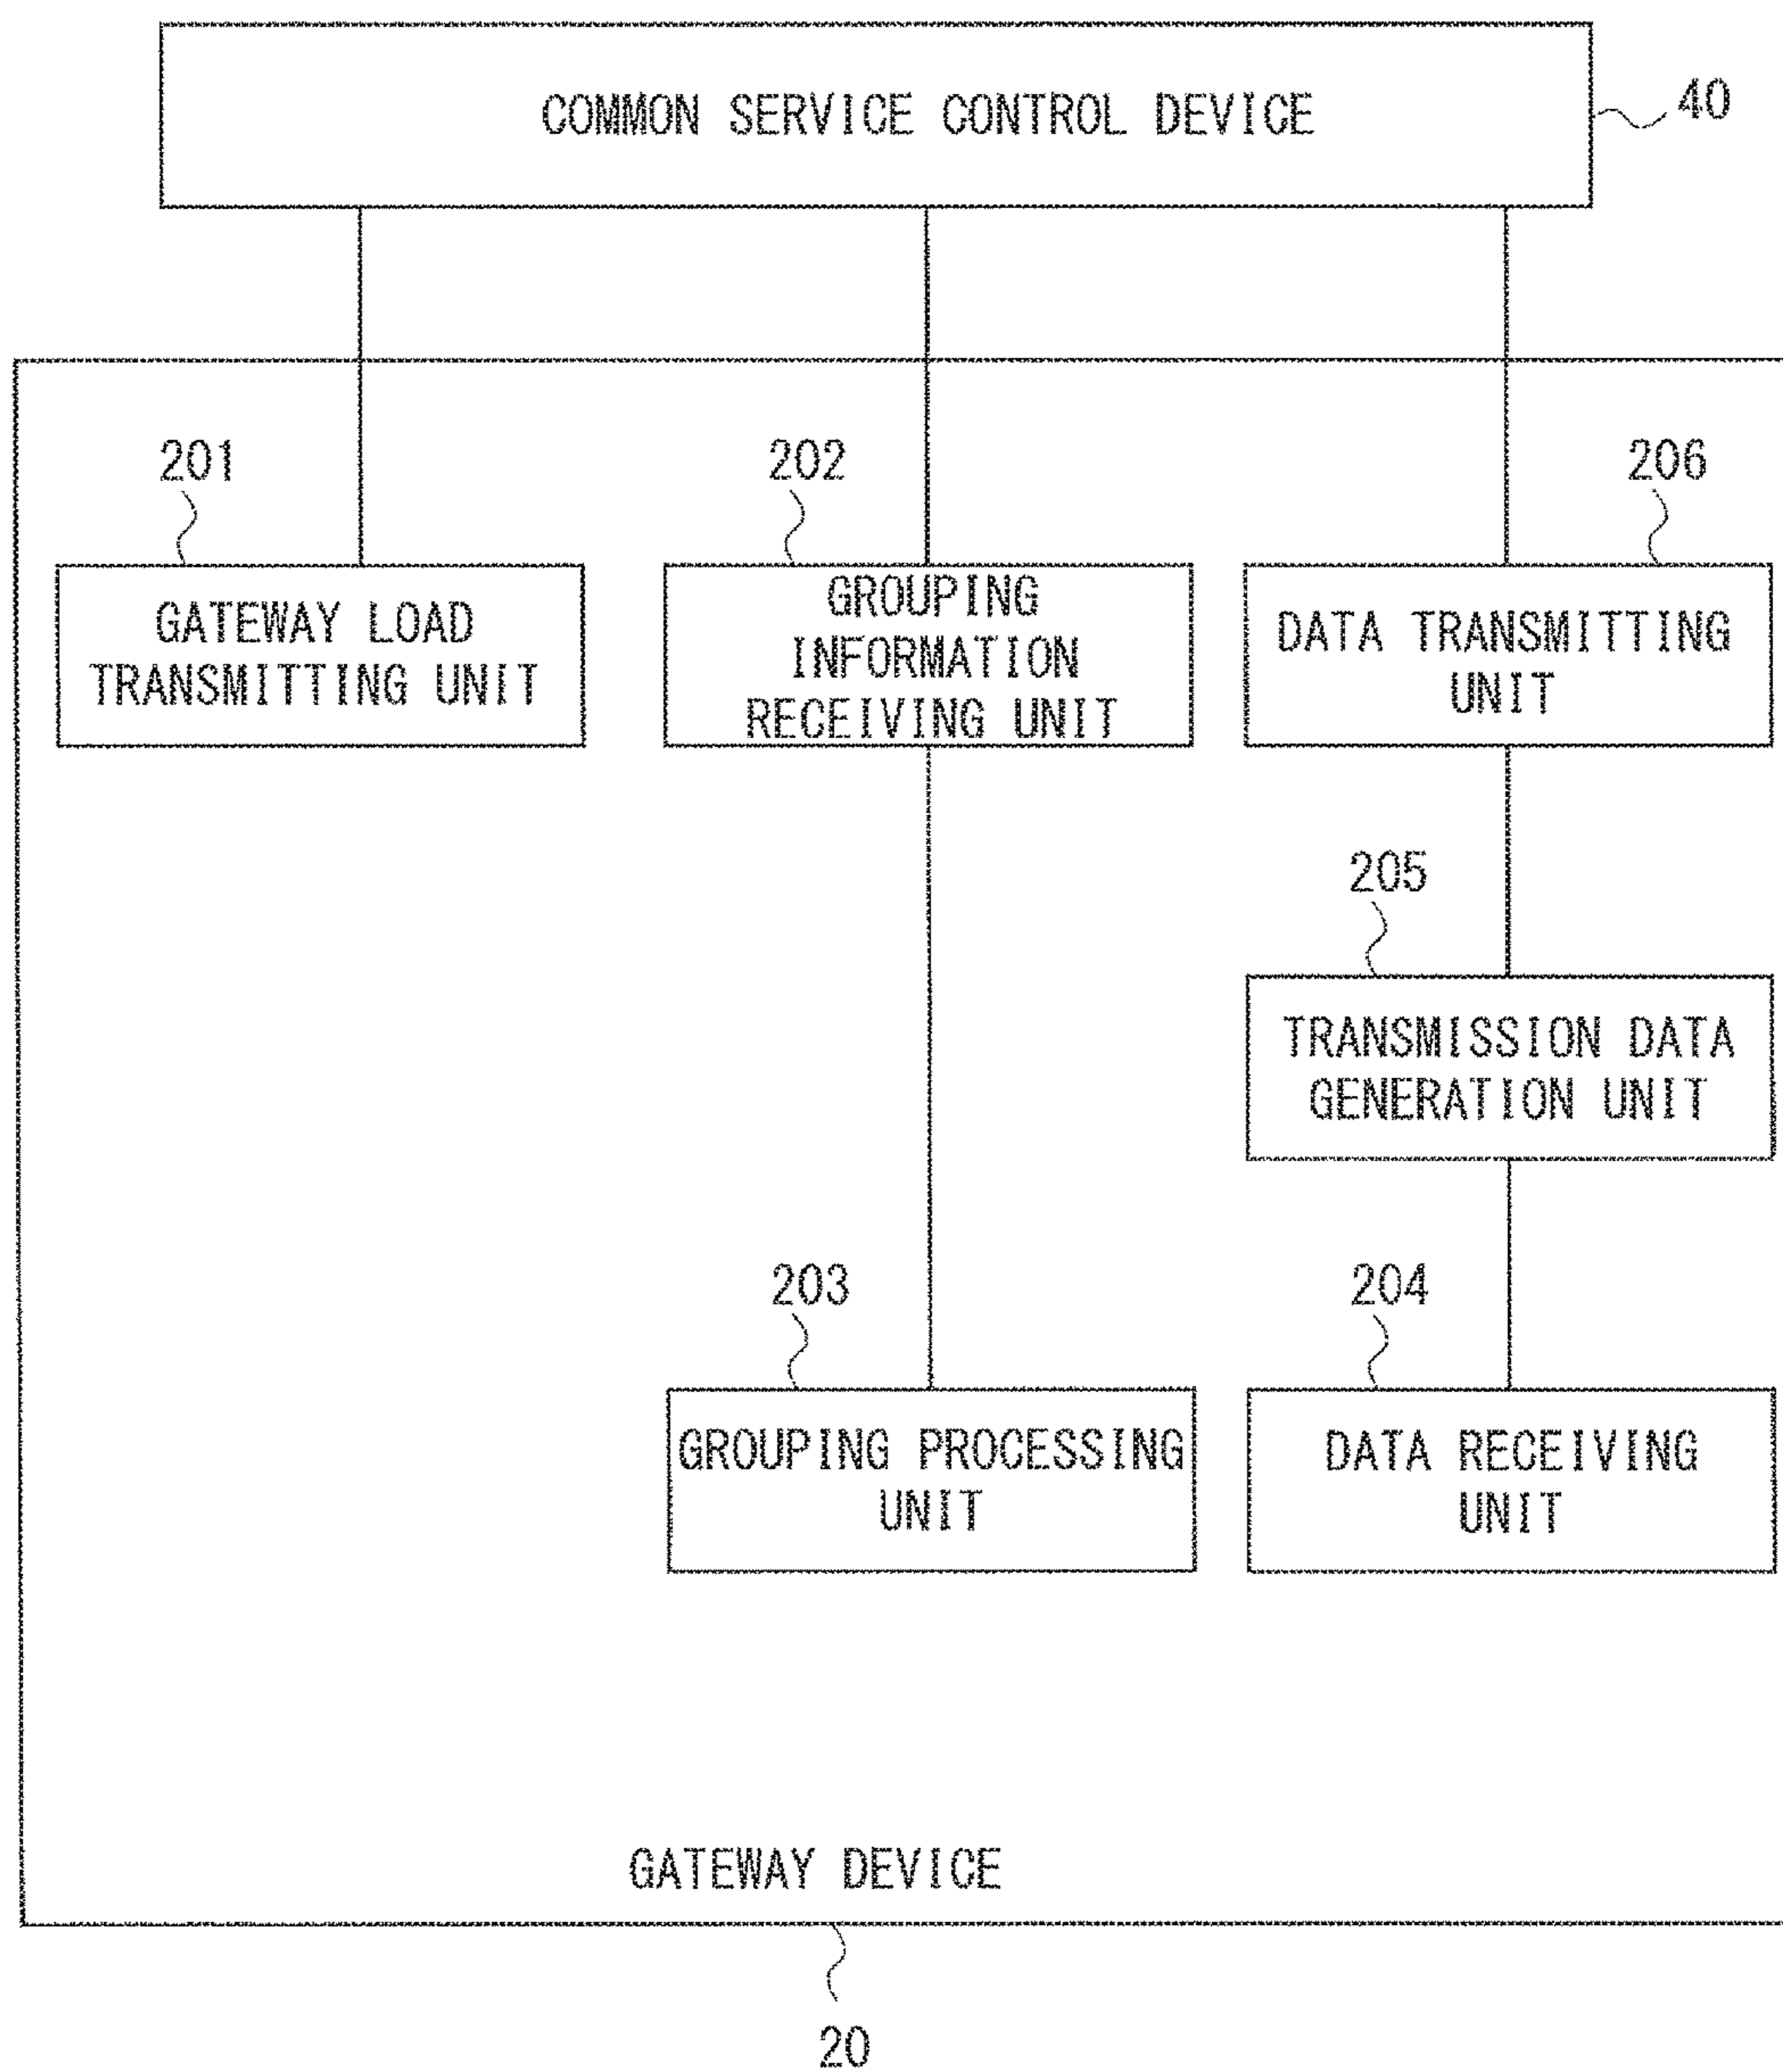 COMMON SERVICE CONTROL DEVICE
40
201
202
206
GATEWAY LOAD
TRANSMITTING UNIT
GROUPING
INFORMATION
RECEIVING UNIT
DATA TRANSMITTING
UNIT
205
TRANSMISSION DATA
GENERATION UNIT
203
204
GROUPING PROCESSING
UNIT
DATA RECEIVING
UNIT
GATEWAY DEVICE
20